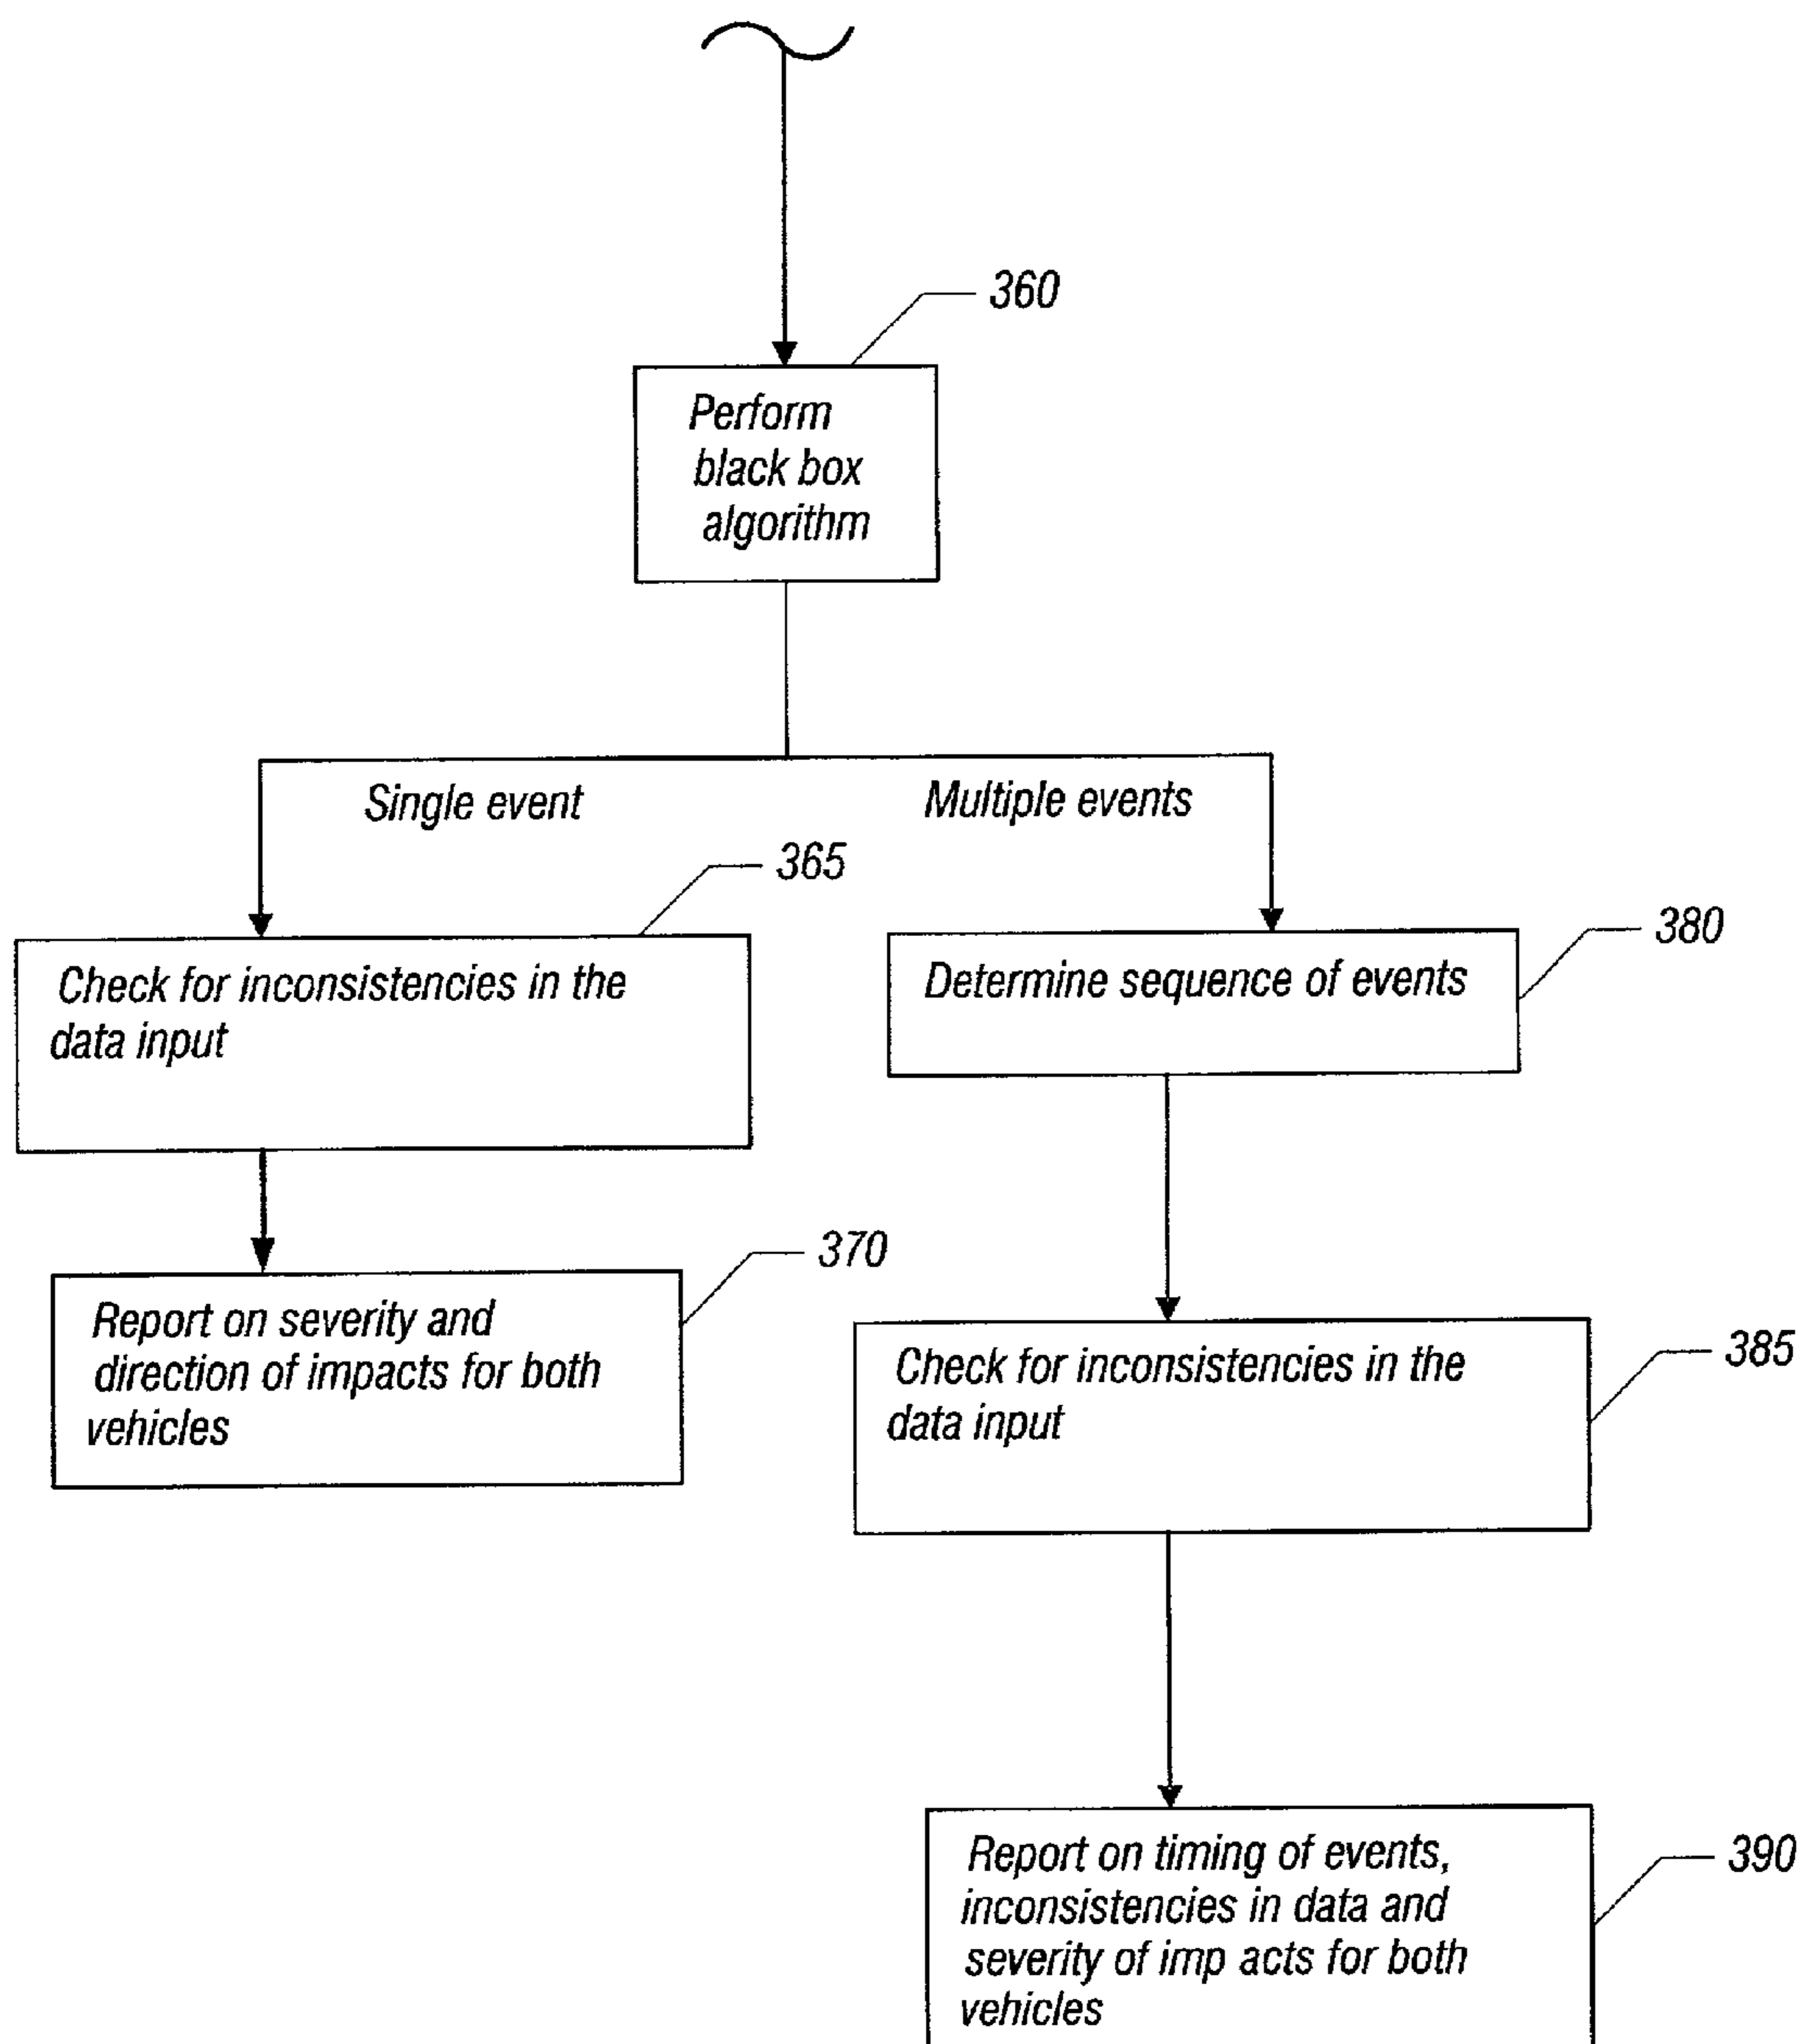 360
Perform
black box
algorithm
Single event
Multiple events
365
Check for inconsistencies in the
data input
380
Determine sequence of events
370
Report on severity and
direction of impacts for both
vehicles
385
Check for inconsistencies in the
data input
390
Report on timing of events,
inconsistencies in data and
severity of imp acts for both
vehicles